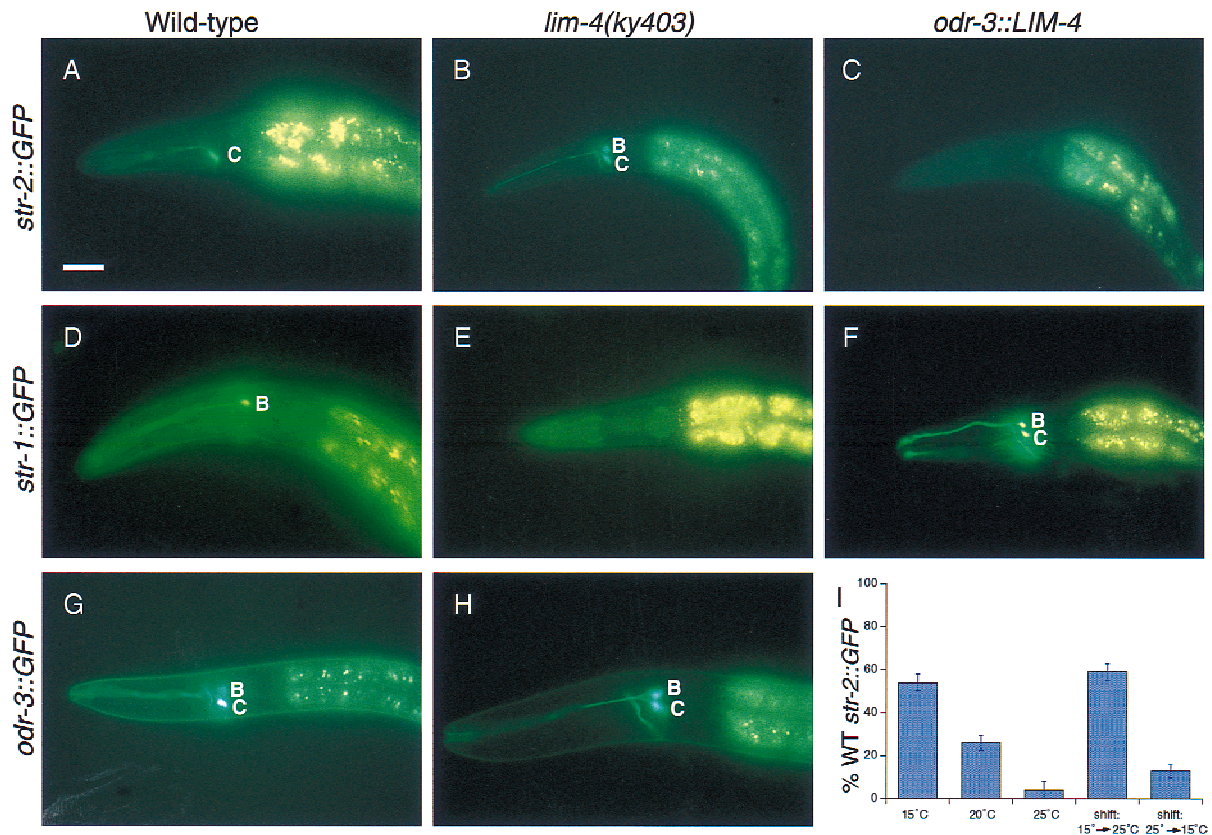 Wild-type
lim-4(ky403)
odr-3::LIM-4
str-2::GFP
A
C
B
B
C
C
str-1::GFP
D
B
E
F
B
C
odr-3::GFP
G
B
C
H
B
C
I
% WT str-2::GFP
100
80
60
40
20
0
15˚C
20˚C
25˚C
shift:
15˚→25˚C
shift:
25˚→15˚C